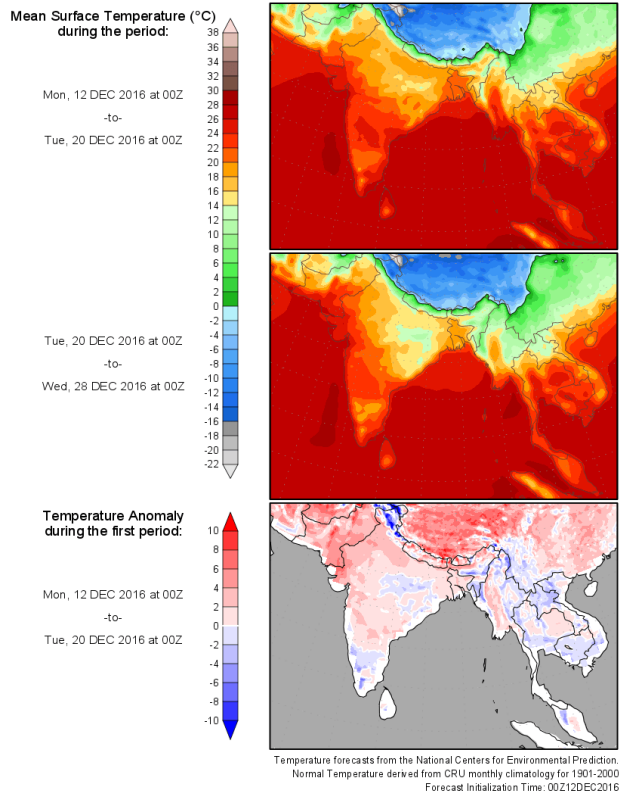 Mean Surface Temperature (°C)
during the period:
38
36
34
32
30
28
26
24
22
20
18
16
14
12
10
8
6
4
2
0
-2
-4
-6
-8
-10
-12
-14
-16
-18
-20
-22
Mon, 12 DEC 2016 at 00Z
-to-
Tue, 20 DEC 2016 at 00Z
Tue, 20 DEC 2016 at 00Z
-to-
Wed, 28 DEC 2016 at 00Z
Temperature Anomaly
during the first period:
10
8
6
4
2
0
-2
-4
-6
-8
-10
Mon, 12 DEC 2016 at 00Z
-to-
Tue, 20 DEC 2016 at 00Z
Temperature forecasts from the National Centers for Environmental Prediction.
Normal Temperature derived from CRU monthly climatology for 1901-2000
Forecast Initialization Time: 00Z12DEC2016